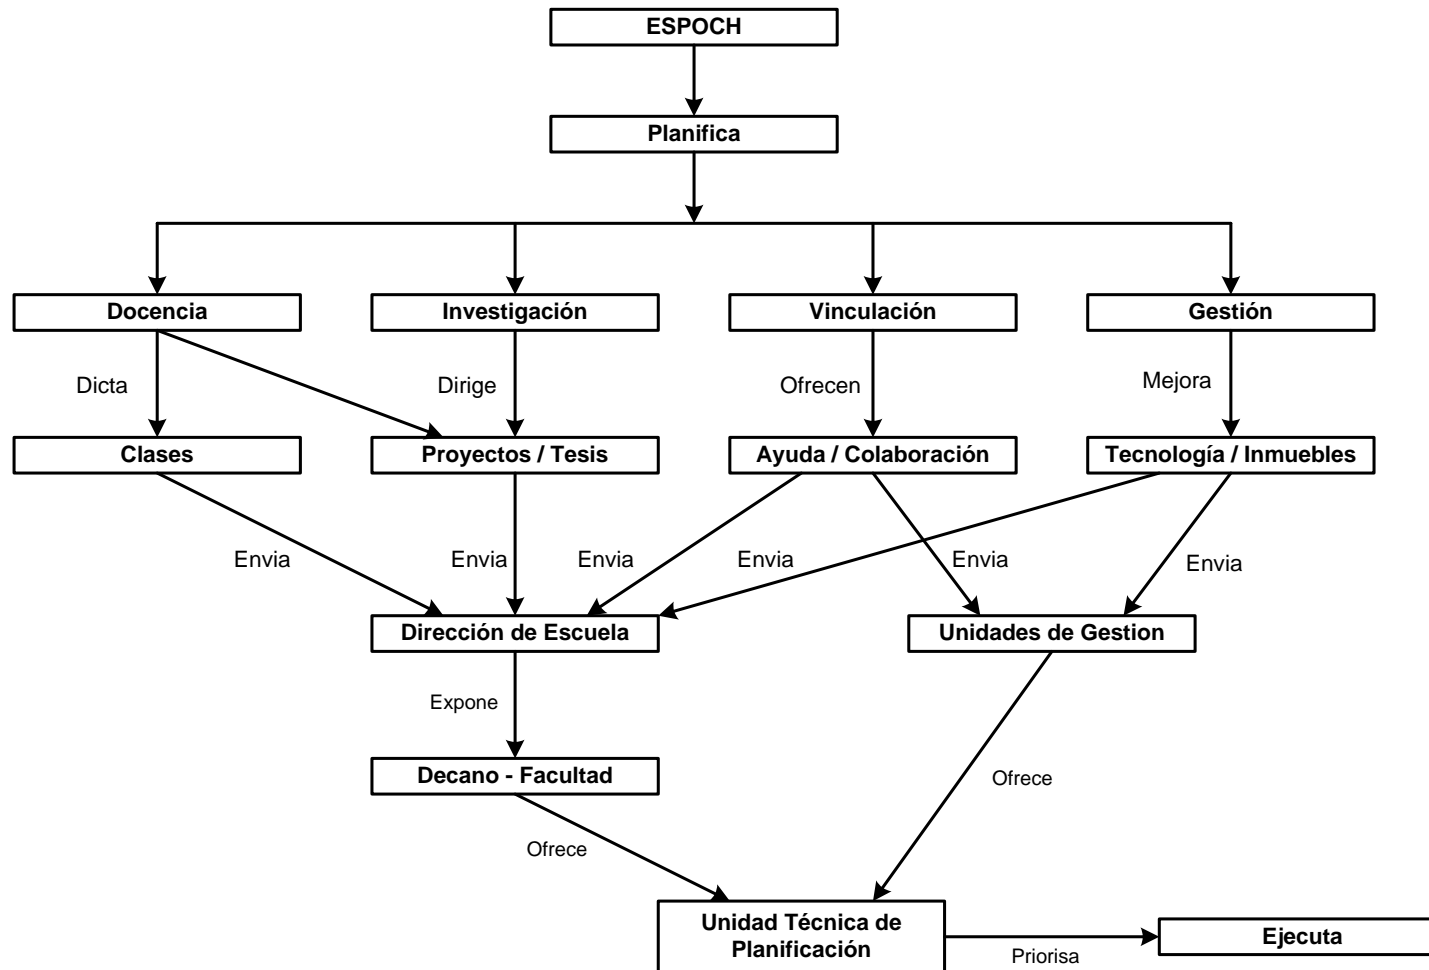 ESPOCH
Planifica
Docencia
Investigación
Vinculación
Gestión
Dicta
Dirige
Ofrecen
Mejora
Clases
Proyectos / Tesis
Ayuda / Colaboración
Tecnología / Inmuebles
Envia
Envia
Envia
Envia
Envia
Envia
Dirección de Escuela
Unidades de Gestion
Expone
Decano - Facultad
Ofrece
Ofrece
Unidad Técnica de
Planificación
Ejecuta
Priorisa